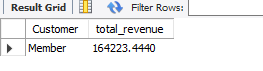 Result Grid Filter Rows:
Customer total_revenue
Member 164223.4440